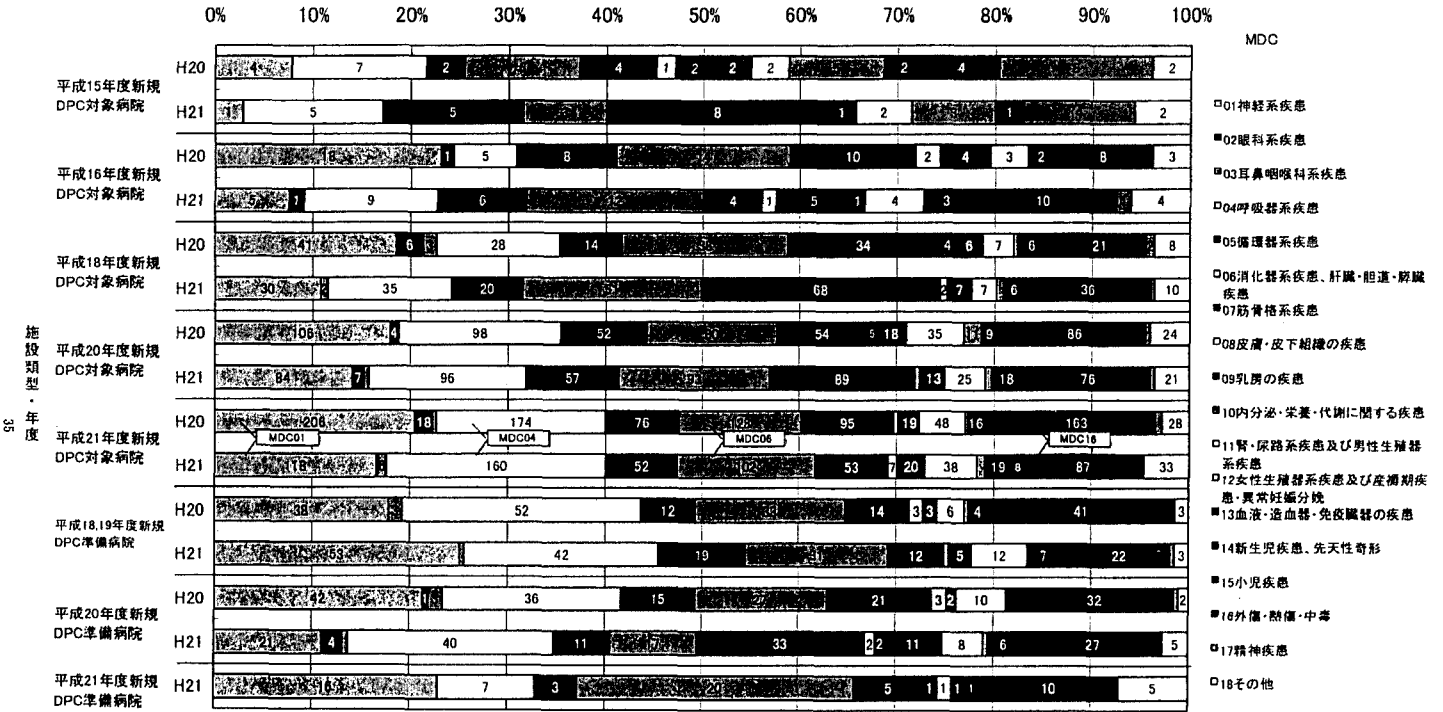 0% 10% 20% 30% 40% 50% 60% 70% 80% 90% 100%
MDC
平成15年度新規
DPC対象病院
H20 4 7 2 4 1 2 2 2 2 4 2
H21 1 5 5 8 1 2 1 2
平成16年度新規
DPC対象病院
H20 1 5 8 10 2 4 3 2 8 3
H21 5 1 9 6 4 1 5 1 4 3 10 4
平成18年度新規
DPC対象病院
H20 41 6 28 14 34 4 6 7 6 21 8
H21 30 2 35 20 68 2 7 7 6 36 10
平成20年度新規
DPC対象病院
H20 106 4 98 52 54 5 18 35 9 86 24
H21 84 7 96 57 89 13 25 18 76 21
平成21年度新規
DPC対象病院
H20 206 18 174 76 95 19 48 16 163 28
MDC01 MDC04 MDC06 MDC16
H21 118 160 52 102 53 7 20 38 19 8 87 33
平成18,19年度新規
DPC準備病院
H20 38 52 12 14 3 3 6 4 41 3
H21 53 42 19 12 5 12 7 22 3
平成20年度新規
DPC準備病院
H20 42 1 36 15 27 21 3 2 10 32 2
H21 21 4 40 11 33 2 2 11 8 6 27 5
平成21年度新規
DPC準備病院
H21 7 3 20 5 1 1 1 1 10 5
施設類型・年度
35
01神経系疾患
02眼科系疾患
03耳鼻咽喉科系疾患
04呼吸器系疾患
05循環器系疾患
06消化器系疾患、肝臓・胆道・膵臓
疾患
07筋骨格系疾患
08皮膚・皮下組織の疾患
09乳房の疾患
10内分泌・栄養・代謝に関する疾患
11腎・尿路系疾患及び男性生殖器
系疾患
12女性生殖器系疾患及び産褥期疾
患・異常妊娠分娩
13血液・造血器・免疫臓器の疾患
14新生児疾患、先天性奇形
15小児疾患
16外傷・熱傷・中毒
17精神疾患
18その他